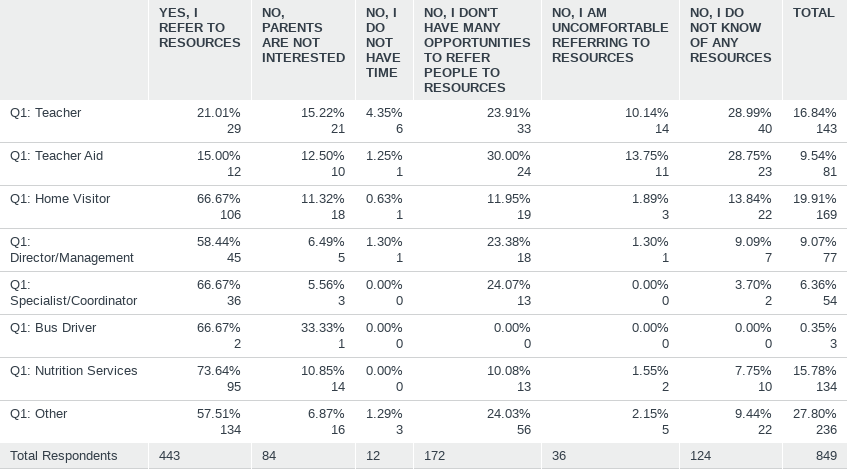 YES, I REFER TO RESOURCES | NO, PARENTS ARE NOT INTERESTED | NO, I DO NOT HAVE TIME | NO, I DON'T HAVE MANY OPPORTUNITIES TO REFER PEOPLE TO RESOURCES | NO, I AM UNCOMFORTABLE REFERRING TO RESOURCES | NO, I DO NOT KNOW OF ANY RESOURCES | TOTAL
Q1: Teacher 21.01% 15.22% 4.35% 23.91% 10.14% 28.99% 16.84%
29 21 6 33 14 40 143
Q1: Teacher Aid 15.00% 12.50% 1.25% 30.00% 13.75% 28.75% 9.54%
12 10 1 24 11 23 81
Q1: Home Visitor 66.67% 11.32% 0.63% 11.95% 1.89% 13.84% 19.91%
106 18 1 19 3 22 169
Q1: 58.44% 6.49% 1.30% 23.38% 1.30% 9.09% 9.07%
Director/Management 45 5 1 18 1 7 77
Q1: 66.67% 5.56% 0.00% 24.07% 0.00% 3.70% 6.36%
Specialist/Coordinator 36 3 0 13 0 2 54
Q1: Bus Driver 66.67% 33.33% 0.00% 0.00% 0.00% 0.00% 0.35%
2 1 0 0 0 0 3
Q1: Nutrition Services 73.64% 10.85% 0.00% 10.08% 1.55% 7.75% 15.78%
95 14 0 13 2 10 134
Q1: Other 57.51% 6.87% 1.29% 24.03% 2.15% 9.44% 27.80%
134 16 3 56 5 22 236
Total Respondents 443 84 12 172 36 124 849